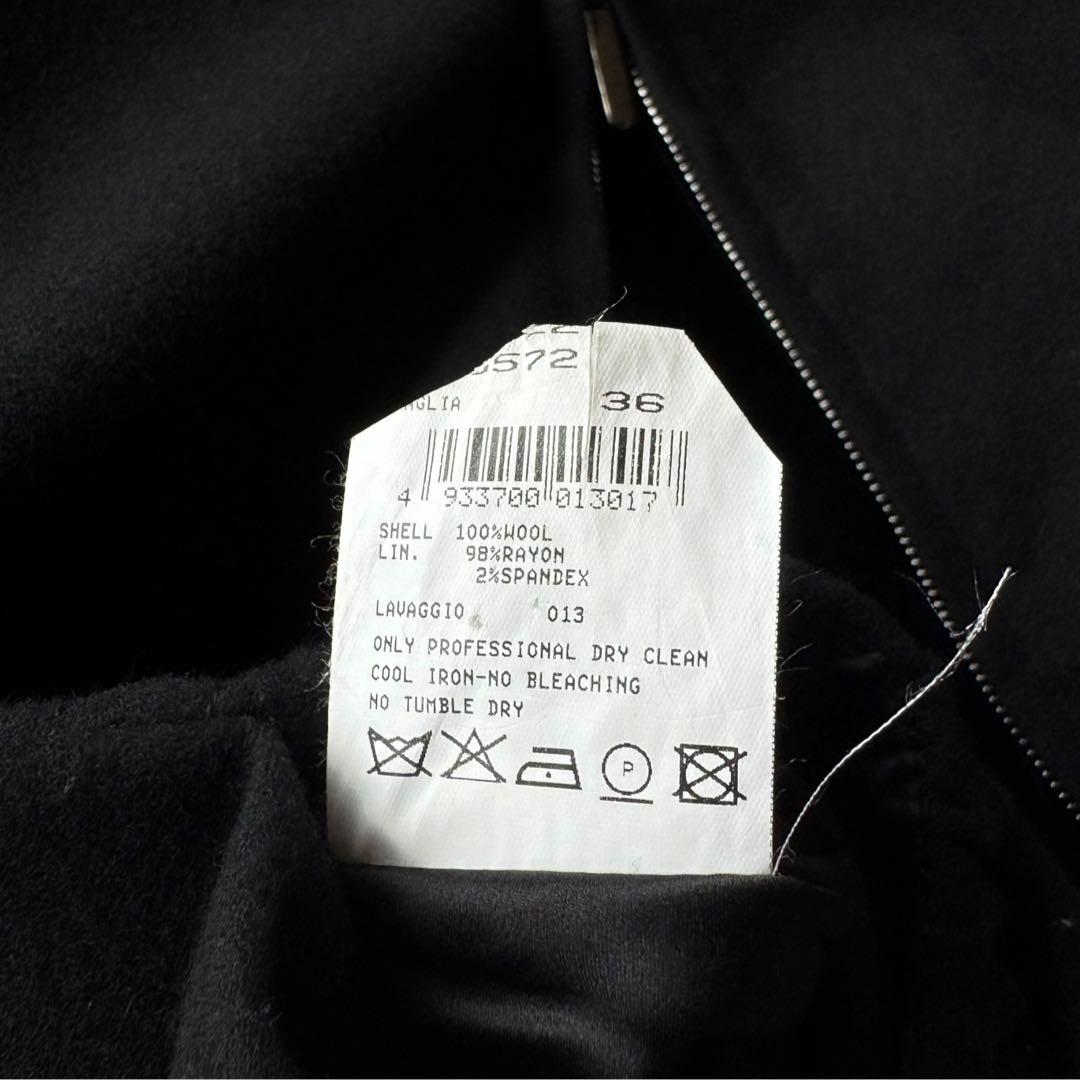 572
36
4 933700 013017
SHELL 100%WOOL
LIN. 98%RAYON
2%SPANDEX
LAVAGGIO 013
ONLY PROFESSIONAL DRY CLEAN
COOL IRON-NO BLEACHING
NO TUMBLE DRY
P